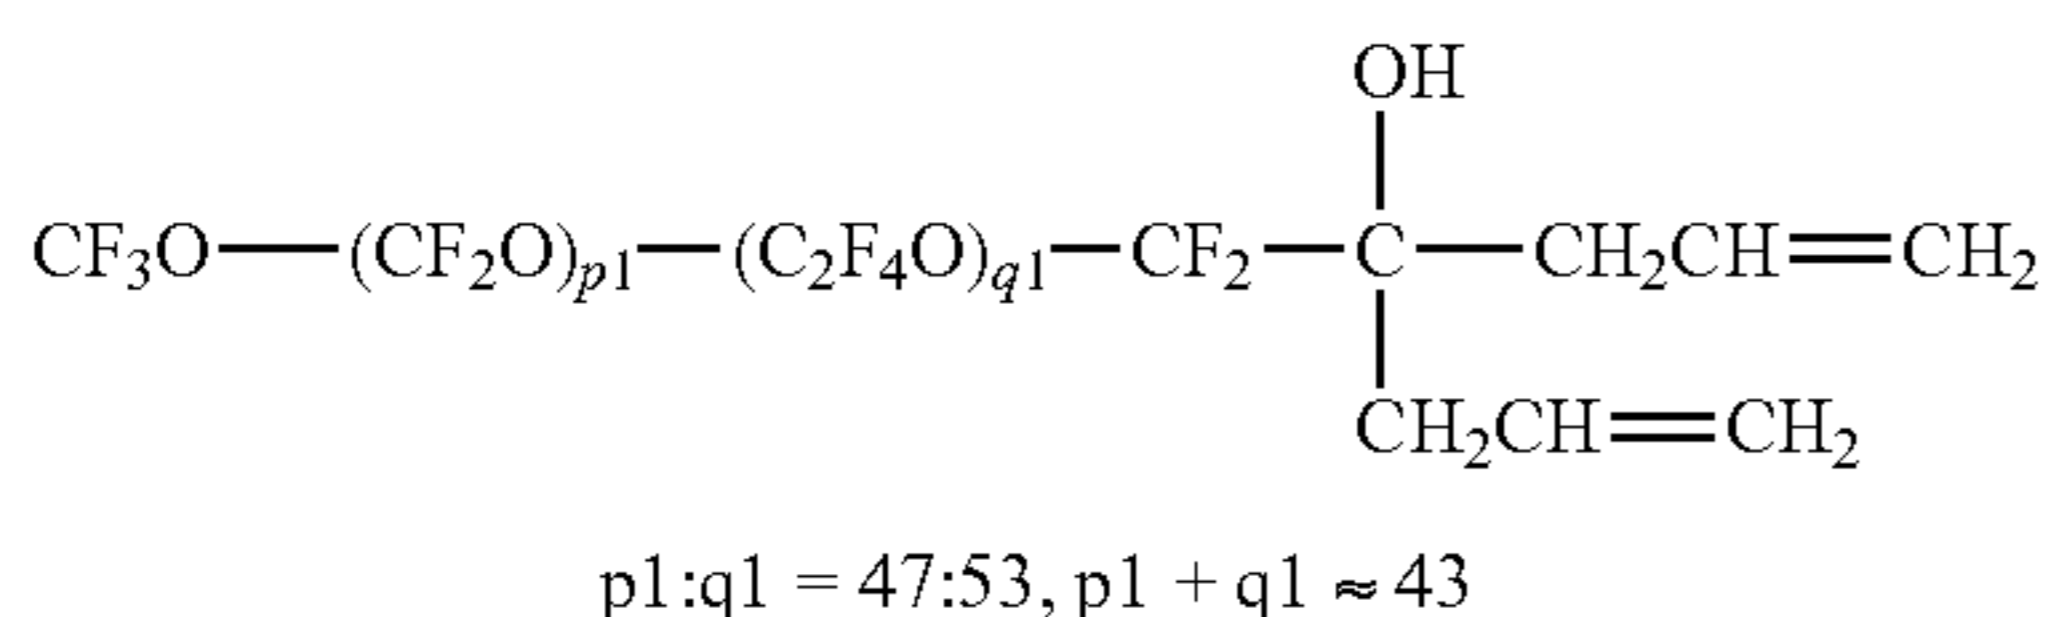 OH
CF₃O—(CF₂O)ₚ₁—(C₂F₄O)q₁—CF₂—C—CH₂CH=CH₂
CH₂CH=CH₂
p1:q1 = 47:53, p1 + q1 ≈ 43